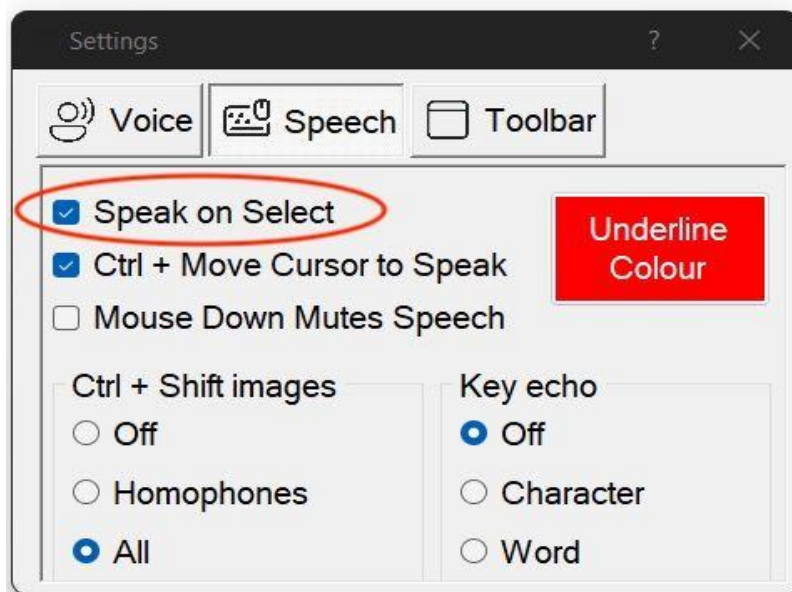 Settings ?
Voice Speech Toolbar
Speak on Select
Ctrl + Move Cursor to Speak
Mouse Down Mutes Speech
Underline
Colour
Ctrl + Shift images
Off
Homophones
All
Key echo
Off
Character
Word